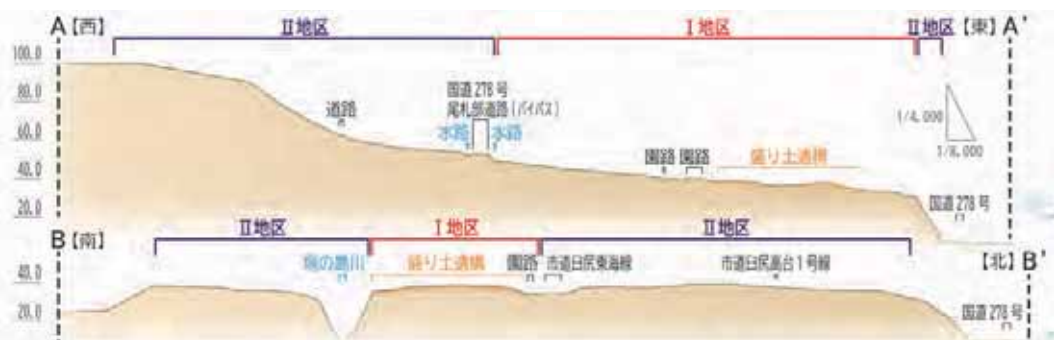 A【西】 Ⅱ地区 Ⅰ地区 Ⅱ地区【東】A'
100.0
80.0
60.0
40.0
20.0
道路
国道278号
尾札部道路(バイパス)
水路 水路
園路 園路 盛り土遺構
1/4,000
1/8,000
国道278号
B【南】 Ⅱ地区 Ⅰ地区 Ⅱ地区 【北】B'
40.0
20.0
盛り土遺構 園路 市道臼尻東海線 市道臼尻高台1号線
国道278号